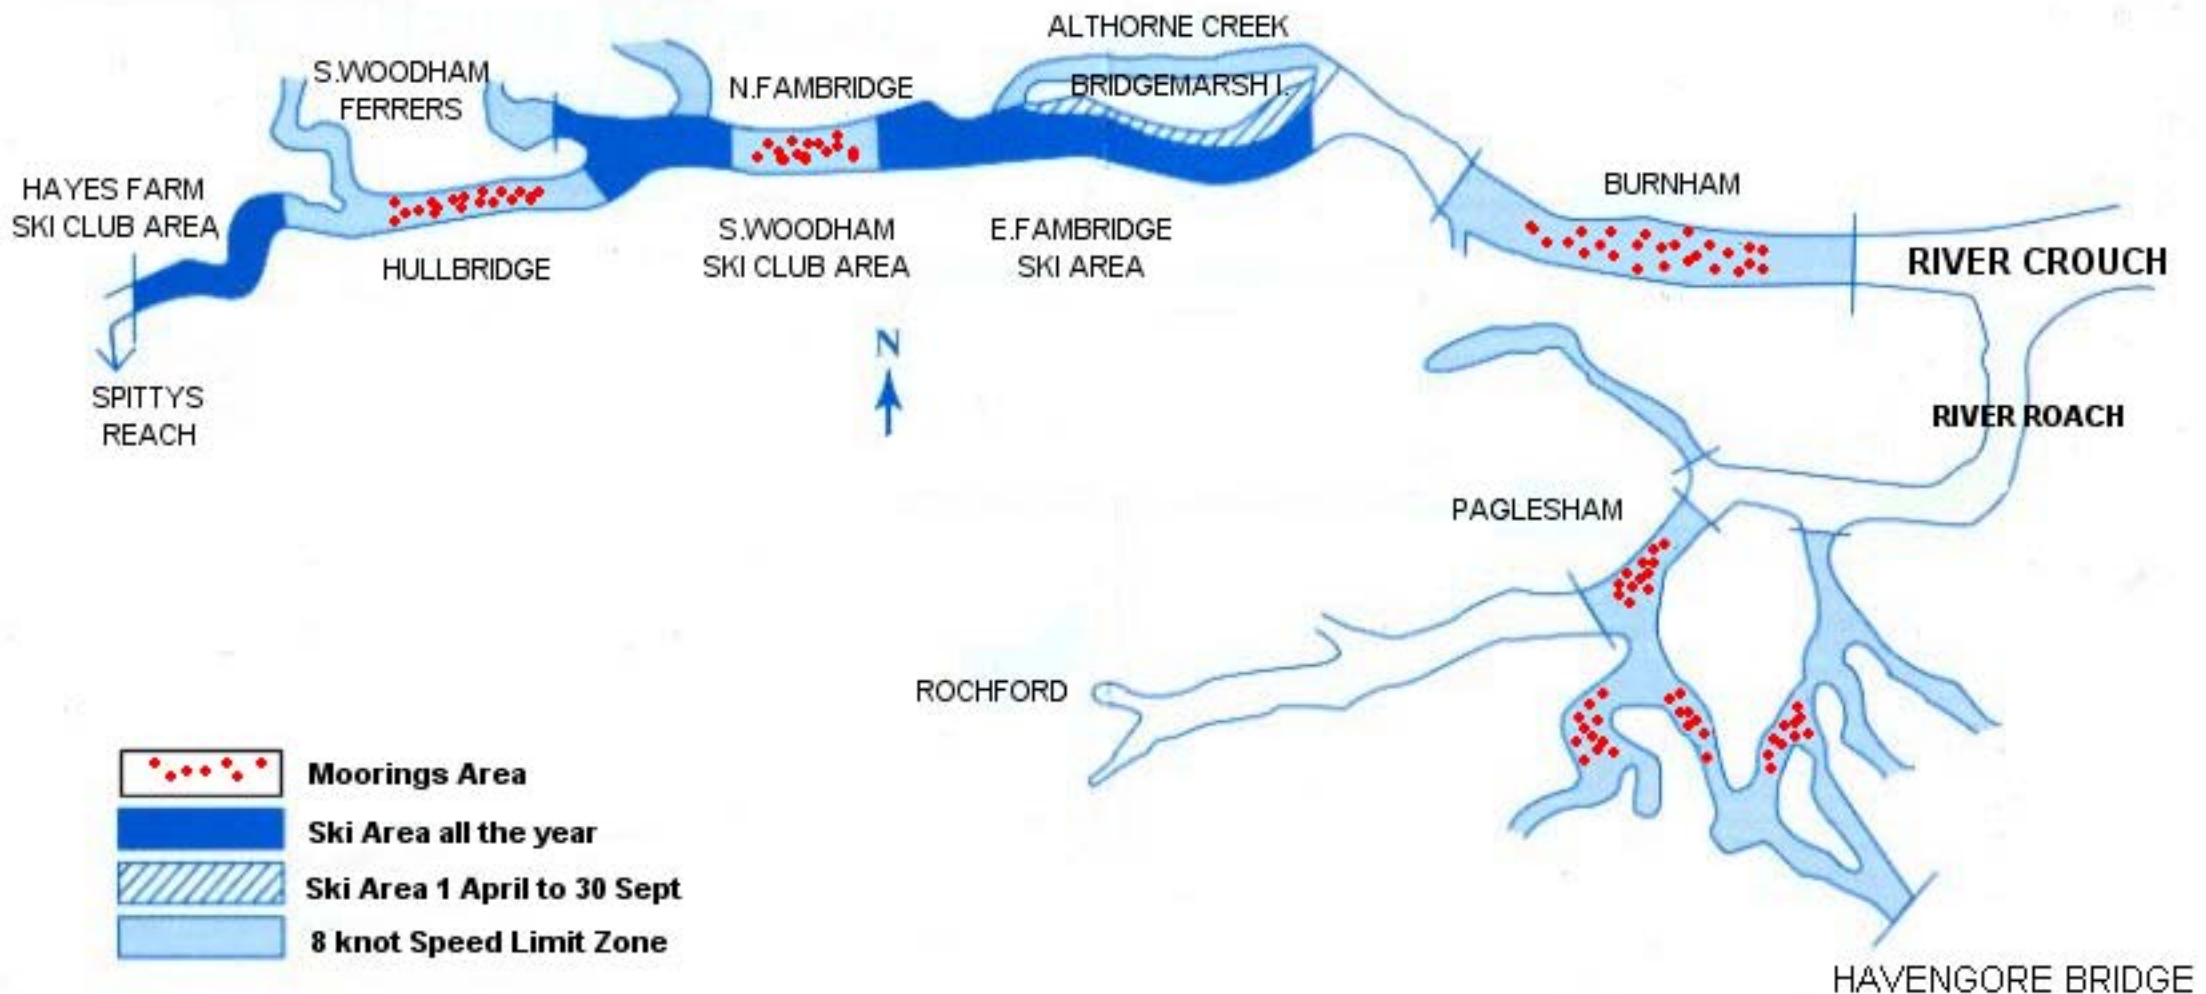 ALTHORNE CREEK
S.WOODHAM
FERRERS
N.FAMBRIDGE
BRIDGEMARSH I.
HAYES FARM
SKI CLUB AREA
BURNHAM
S.WOODHAM
SKI CLUB AREA
E.FAMBRIDGE
SKI AREA
HULLBRIDGE
RIVER CROUCH
N
SPITTYS
REACH
RIVER ROACH
PAGLESHAM
ROCHFORD
Moorings Area
Ski Area all the year
Ski Area 1 April to 30 Sept
8 knot Speed Limit Zone
HAVENGORE BRIDGE